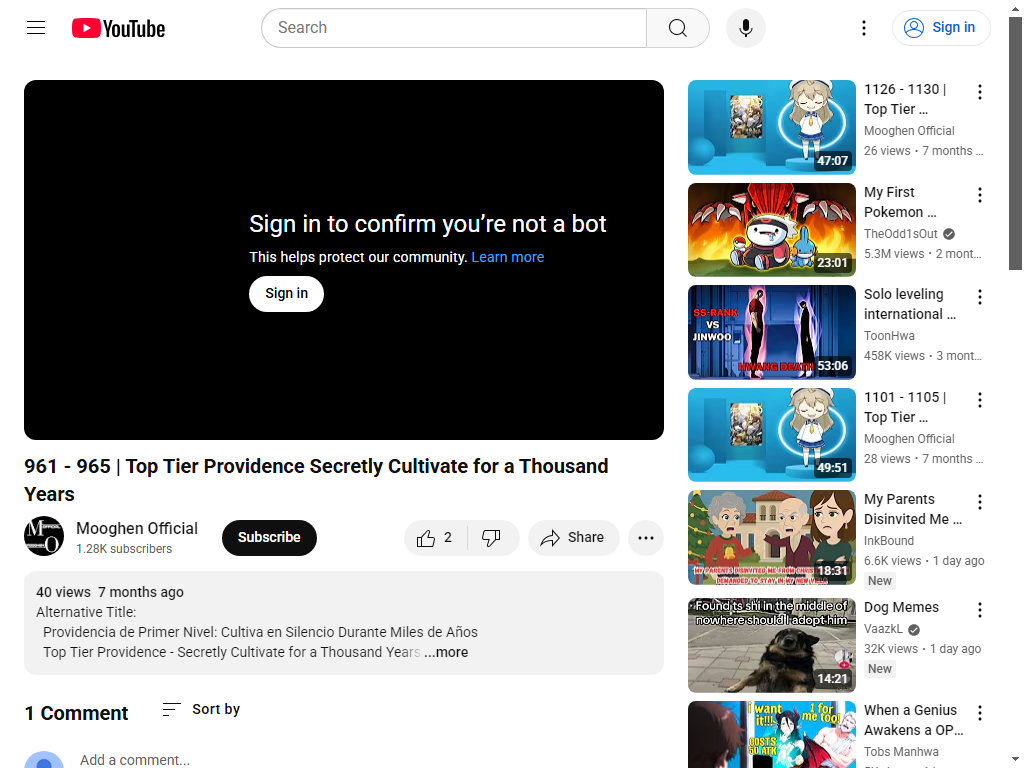 YouTube
Search
Sign in
Sign in to confirm you’re not a bot
This helps protect our community. Learn more
Sign in
961 - 965 | Top Tier Providence Secretly Cultivate for a Thousand
Years
Mooghen Official
1.28K subscribers
Subscribe
2
Share
40 views 7 months ago
Alternative Title:
Providencia de Primer Nivel: Cultiva en Silencio Durante Miles de Años
Top Tier Providence - Secretly Cultivate for a Thousand Years ...more
1 Comment
Sort by
Add a comment...
47:07
1126 - 1130 |
Top Tier ...
Mooghen Official
26 views • 7 months ...
23:01
My First
Pokemon ...
TheOdd1sOut
5.3M views • 2 mont...
SS-RANK
VS
JINWOO
HWANG DEATH
53:06
Solo leveling
international ...
ToonHwa
458K views • 3 mont...
49:51
1101 - 1105 |
Top Tier ...
Mooghen Official
28 views • 7 months ...
MY PARENTS DISINVITED ME FROM
DEMANDED TO STAY IN MY NEW
18:31
My Parents
Disinvited Me ...
InkBound
6.6K views • 1 day ago
New
Found ts shi in the middle of
nowhere should I adopt him
14:21
Dog Memes
VaazkL
32K views • 1 day ago
New
i want
it!!!
1 for
me too!
COSTS
50 ATK
When a Genius
Awakens a OP...
Tobs Manhwa